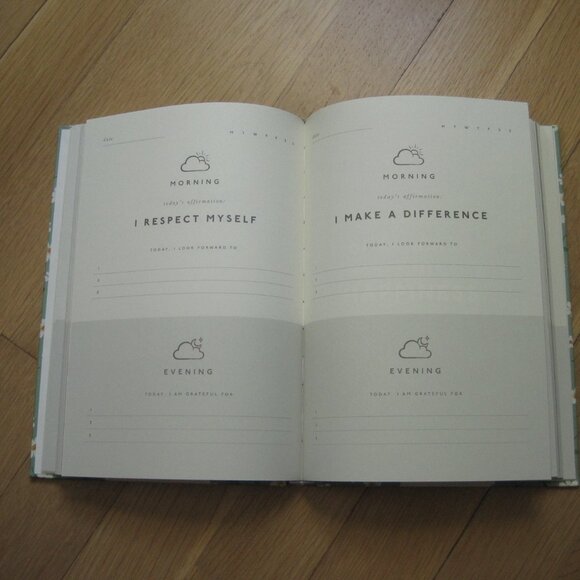 date
M T W T F S S
MORNING
today's affirmation:
I RESPECT MYSELF
TODAY, I LOOK FORWARD TO
1
2
3
EVENING
TODAY, I AM GRATEFUL FOR
1
2
3
date
M T W T F S S
MORNING
today's affirmation:
I MAKE A DIFFERENCE
TODAY, I LOOK FORWARD TO
1
2
3
EVENING
TODAY, I AM GRATEFUL FOR
1
2
3